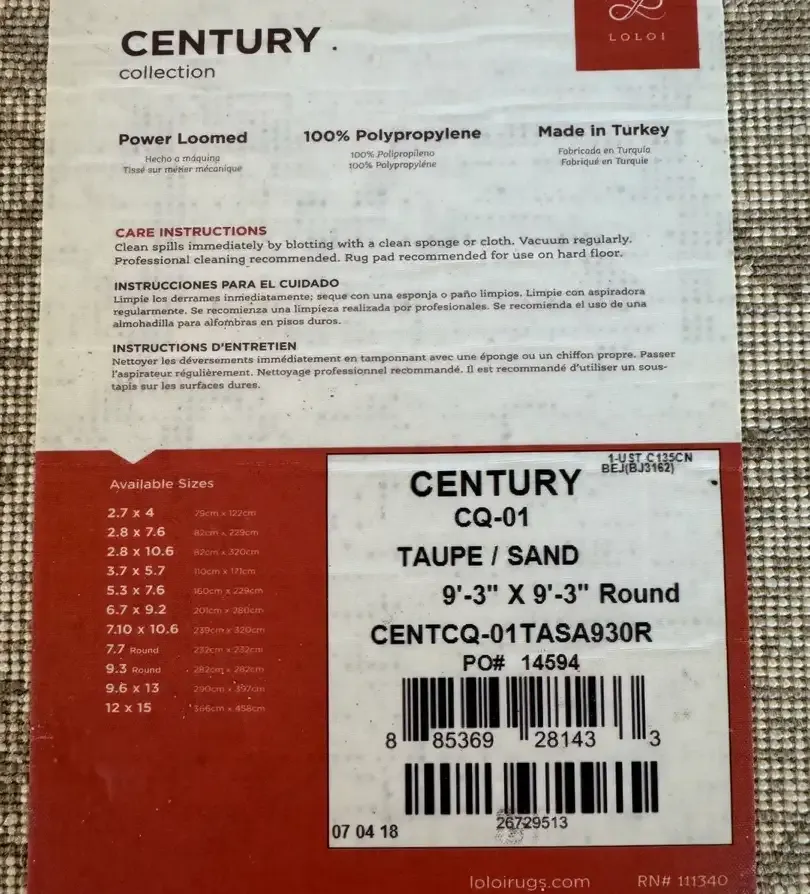 CENTURY .
collection
LOLOI
Power Loomed
Hecho a máquina
Tissé sur métier mécanique
100% Polypropylene
100% Polipropileno
100% Polypropylène
Made in Turkey
Fabricada en Turquía
Fabriqué en Turquie
CARE INSTRUCTIONS
Clean spills immediately by blotting with a clean sponge or cloth. Vacuum regularly.
Professional cleaning recommended. Rug pad recommended for use on hard floor.
INSTRUCCIONES PARA EL CUIDADO
Limpie los derrames inmediatamente; seque con una esponja o paño limpios. Limpie con aspiradora
regularmente. Se recomienza una limpieza realizada por profesionales. Se recomienda el uso de una
almohadilla para alfombras en pisos duros.
INSTRUCTIONS D'ENTRETIEN
Nettoyer les déversements immédiatement en tamponnant avec une éponge ou un chiffon propre. Passer
l'aspirateur régulièrement. Nettoyage professionnel recommandé. Il est recommandé d'utiliser un sous-
tapis sur les surfaces dures.
Available Sizes
2.7 x 4 79cm x 122cm
2.8 x 7.6 82cm x 229cm
2.8 x 10.6 82cm x 320cm
3.7 x 5.7 110cm x 171cm
5.3 x 7.6 160cm x 229cm
6.7 x 9.2 201cm x 280cm
7.10 x 10.6 239cm x 320cm
7.7 Round 232cm x 232cm
9.3 Round 282cm x 282cm
9.6 x 13 290cm x 397cm
12 x 15 366cm x 458cm
1-UST C135CN
BEJ(BJ3162)
CENTURY
CQ-01
TAUPE / SAND
9'-3" X 9'-3" Round
CENTCQ-01TASA930R
PO# 14594
8 85369 28143 3
26729513
07 04 18
loloirugs.com
RN# 111340